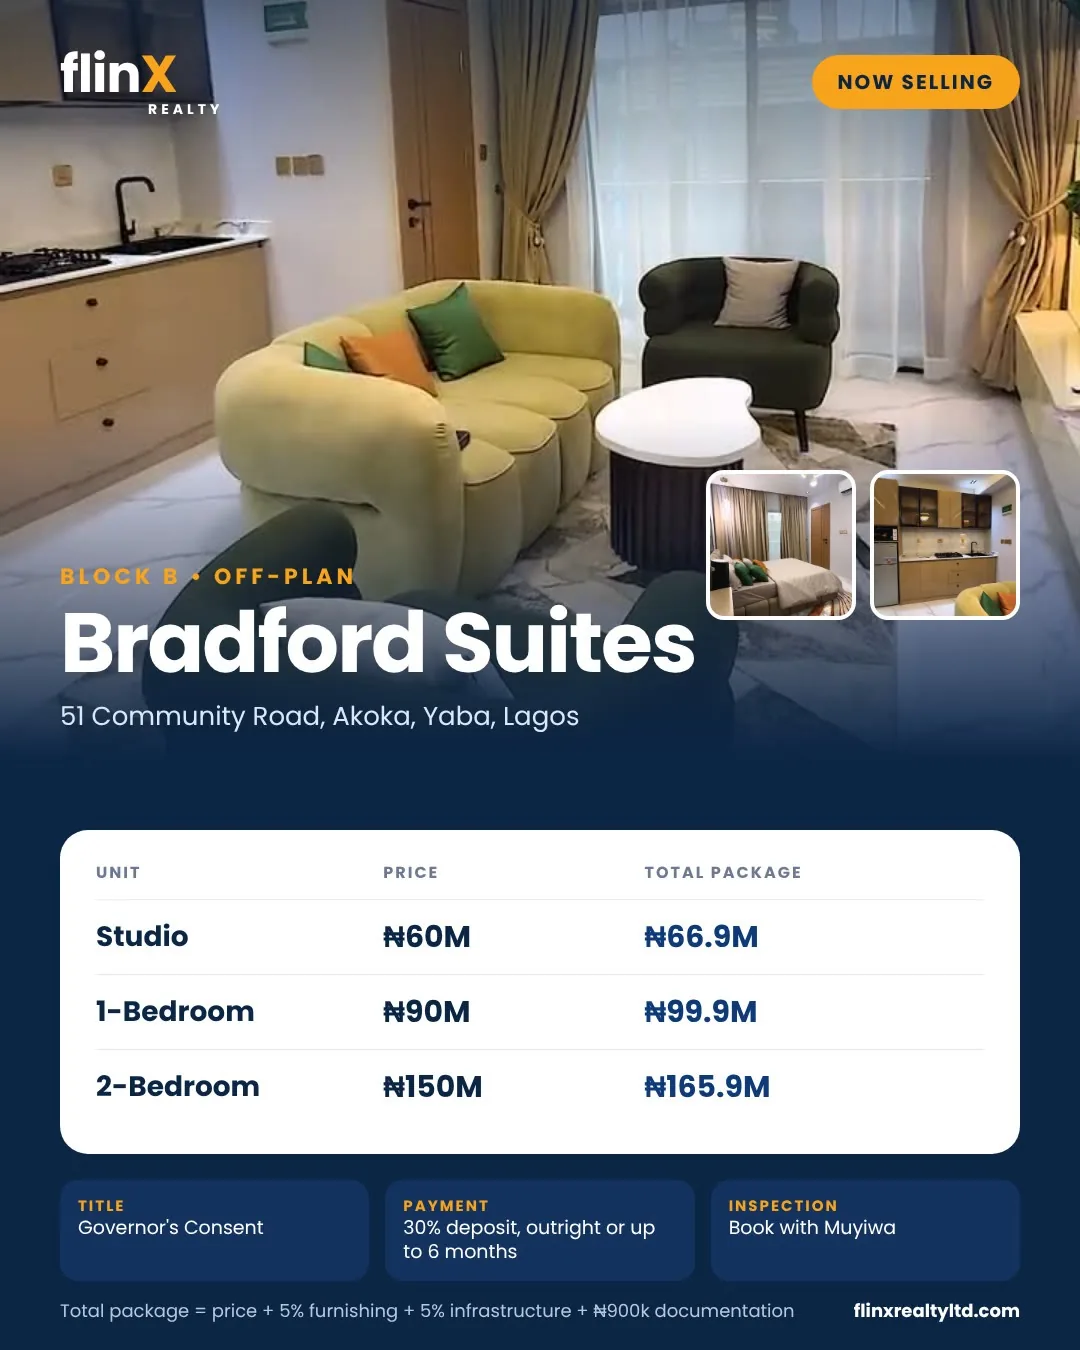 flinX
REALTY
NOW SELLING
BLOCK B • OFF-PLAN
Bradford Suites
51 Community Road, Akoka, Yaba, Lagos
UNIT PRICE TOTAL PACKAGE
Studio ₦60M ₦66.9M
1-Bedroom ₦90M ₦99.9M
2-Bedroom ₦150M ₦165.9M
TITLE
Governor's Consent
PAYMENT
30% deposit, outright or up
to 6 months
INSPECTION
Book with Muyiwa
Total package = price + 5% furnishing + 5% infrastructure + ₦900k documentation
flinxrealtyltd.com